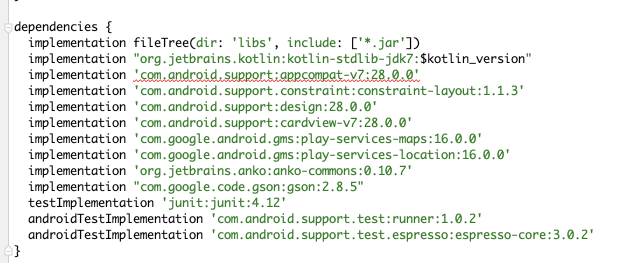 dependencies {
implementation fileTree(dir: 'libs', include: ['*.jar'])
implementation "org.jetbrains.kotlin:kotlin-stdlib-jdk7:$kotlin_version"
implementation 'com.android.support:appcompat-v7:28.0.0'
implementation 'com.android.support.constraint:constraint-layout:1.1.3'
implementation 'com.android.support:design:28.0.0'
implementation 'com.android.support:cardview-v7:28.0.0'
implementation 'com.google.android.gms:play-services-maps:16.0.0'
implementation 'com.google.android.gms:play-services-location:16.0.0'
implementation 'org.jetbrains.anko:anko-commons:0.10.7'
implementation "com.google.code.gson:gson:2.8.5"
testImplementation 'junit:junit:4.12'
androidTestImplementation 'com.android.support.test:runner:1.0.2'
androidTestImplementation 'com.android.support.test.espresso:espresso-core:3.0.2'
}